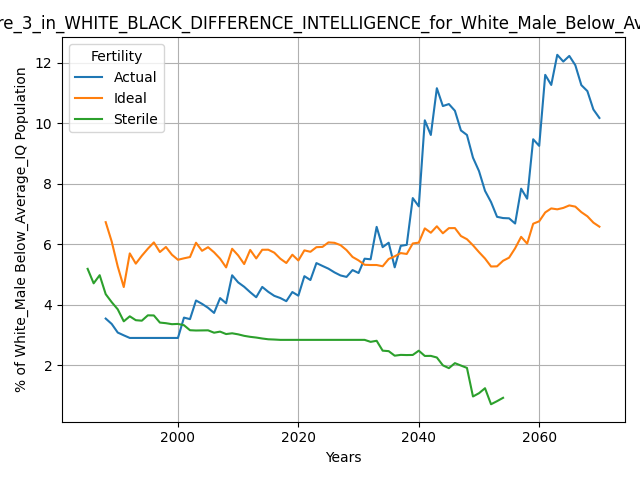 re_3_in_WHITE_BLACK_DIFFERENCE_INTELLIGENCE_for_White_Male_Below_Av
Fertility
Actual
Ideal
Sterile
% of White_Male Below_Average_IQ Population
12
10
8
6
4
2
2000 2020 2040 2060
Years